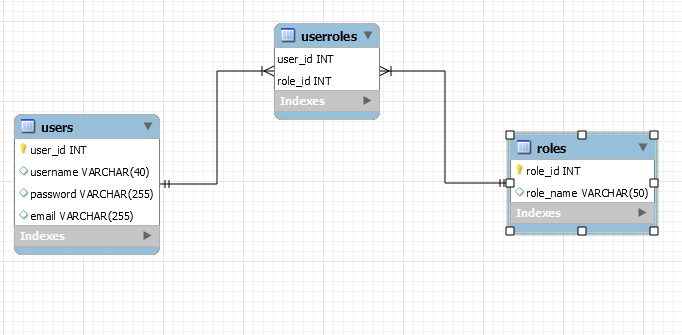 userroles
user_id INT
role_id INT
Indexes
users
user_id INT
username VARCHAR(40)
password VARCHAR(255)
email VARCHAR(255)
Indexes
roles
role_id INT
role_name VARCHAR(50)
Indexes